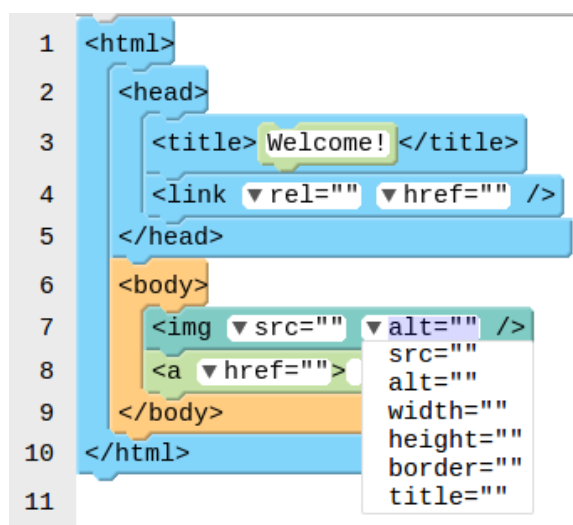 1 <html>
2 <head>
3 <title> Welcome! </title>
4 <link ▼rel="" ▼href="" />
5 </head>
6 <body>
7 <img ▼src="" ▼alt="" />
src=""
8 <a ▼href="">
alt=""
width=""
9 </body>
height=""
10 </html>
border=""
title=""
11